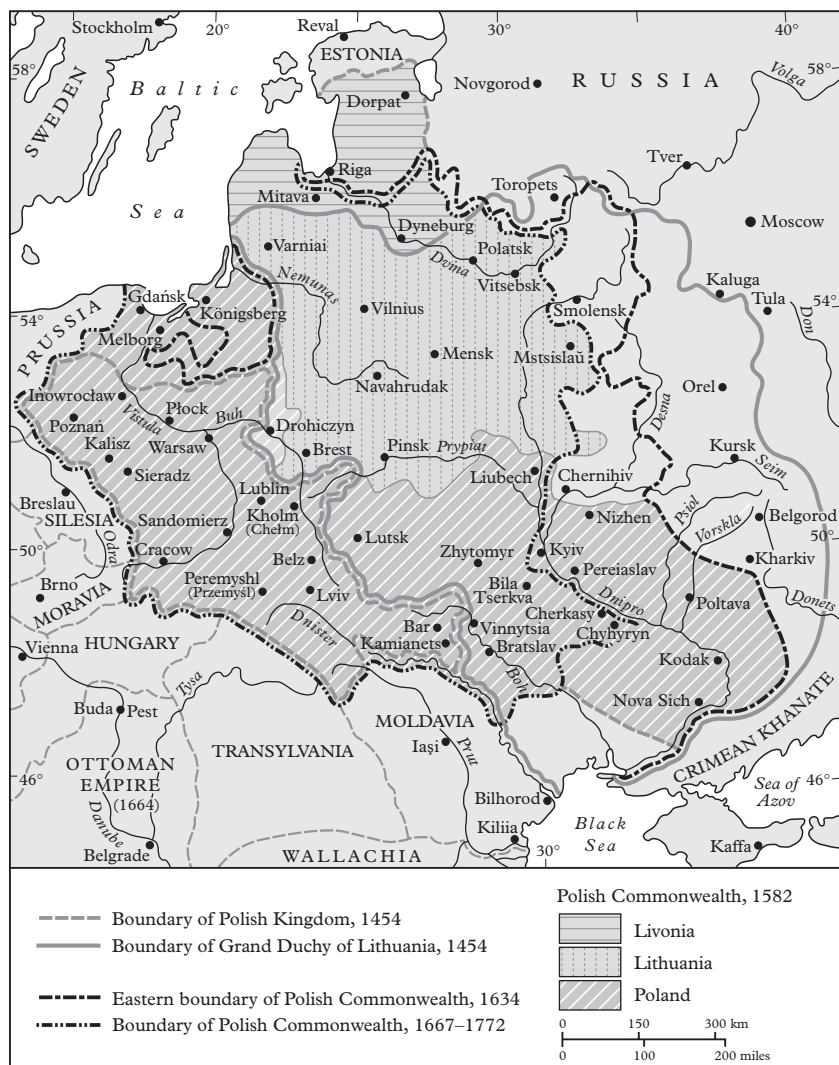 Stockholm
20°
Reval
30°
40°
ESTONIA
58°
58°
Baltic
Novgorod
RUSSIA
Volga
SWEDEN
Dorpat
Tver
Riga
Toropets
Mitava
Moscow
Sea
Dyneburg
Varniai
Polatsk
Dvina
Nemunas
Vitsebsk
Kaluga
Gdańsk
Königsberg
Vilnius
Smolensk
Tula
54°
54°
PRUSSIA
Melborg
Don
Mensk
Mstsislaŭ
Navahrudak
Orel
Inowrocław
Desna
Vistula
Płock
Buh
Poznań
Drohiczyn
Warsaw
Kalisz
Brest
Pinsk
Prypiat
Kursk
Sieradz
Liubech
Chernihiv
Seim
Lublin
Breslau
Kholm
(Chełm)
Nizhen
Psiol
SILESIA
Sandomierz
Vorskla
Belgorod
Lutsk
50°
50°
Odra
Cracow
Belz
Zhytomyr
Kyiv
Kharkiv
Brno
Peremyshl
(Przemyśl)
Lviv
Bila
Tserkva
Pereiaslav
MORAVIA
Dnipro
Poltava
Donets
Dnister
Cherkasy
HUNGARY
Bar
Vinnytsia
Chyhyryn
Vienna
Kamianets
Bratslav
Kodak
Tysa
Boh
Buda
Pest
MOLDAVIA
Nova Sich
TRANSYLVANIA
Iaşi
Prut
CRIMEAN KHANATE
OTTOMAN
EMPIRE
(1664)
46°
46°
Sea of
Azov
Bilhorod
Danube
Black
Sea
Kiliia
Kaffa
Belgrade
WALLACHIA
30°
Boundary of Polish Kingdom, 1454
Boundary of Grand Duchy of Lithuania, 1454
Eastern boundary of Polish Commonwealth, 1634
Boundary of Polish Commonwealth, 1667–1772
Polish Commonwealth, 1582
Livonia
Lithuania
Poland
0 150 300 km
0 100 200 miles